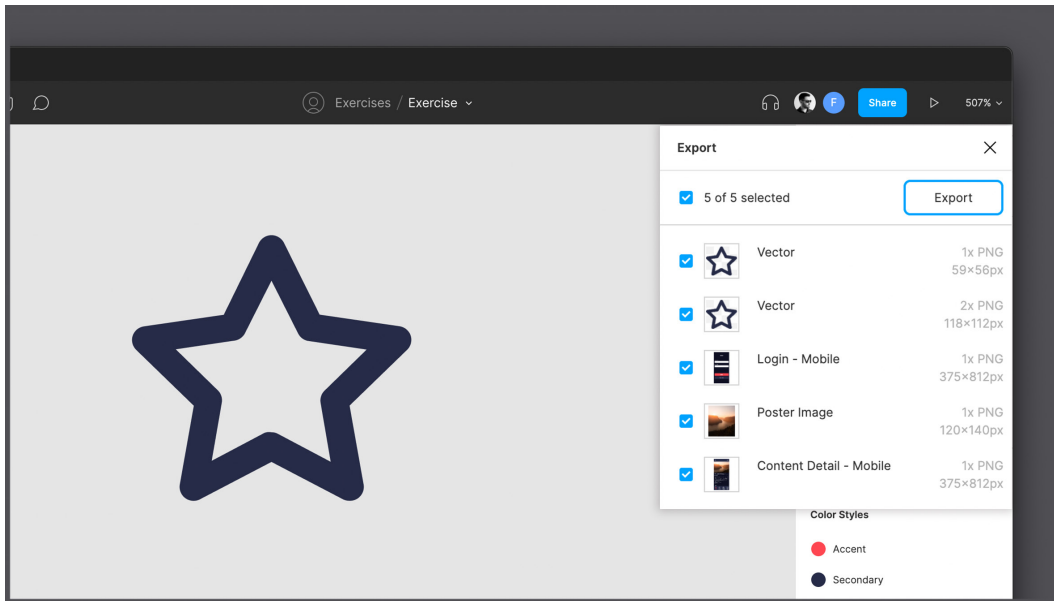 Exercises / Exercise
F
Share
507%
Export
5 of 5 selected
Export
Vector
1x PNG
59×56px
Vector
2x PNG
118×112px
Login - Mobile
1x PNG
375×812px
Poster Image
1x PNG
120×140px
Content Detail - Mobile
1x PNG
375×812px
Color Styles
Accent
Secondary